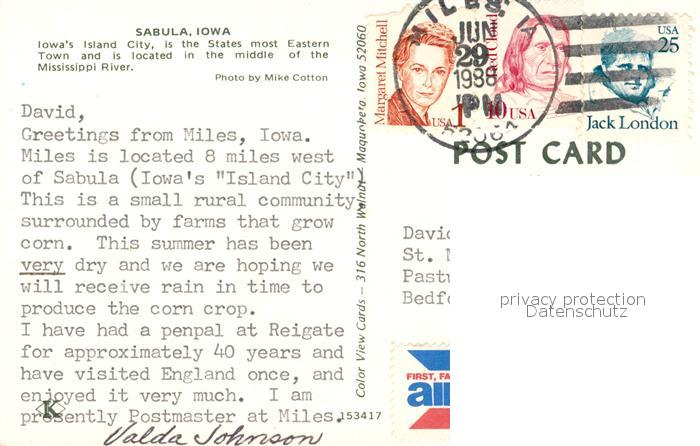 SABULA, IOWA
Iowa's Island City, is the States most Eastern
Town and is located in the middle of the
Mississippi River.
Photo by Mike Cotton
David,
Greetings from Miles, Iowa.
Miles is located 8 miles west
of Sabula (Iowa's "Island City")
This is a small rural community
surrounded by farms that grow
corn. This summer has been
very dry and we are hoping we
will receive rain in time to
produce the corn crop.
I have had a penpal at Reigate
for approximately 40 years and
have visited England once, and
enjoyed it very much. I am
presently Postmaster at Miles.
Valda Johnson
K
153417
Color View Cards — 316 North Walnut / Maquoketa, Iowa 52060
Margaret Mitchell
USA 1
Red Cloud
10 USA
USA
25
Jack London
MILES, IA
JUN
29
1988
PM
POST CARD
David
St.
Bedfo
privacy protection
Datenschutz
FIRST, FA